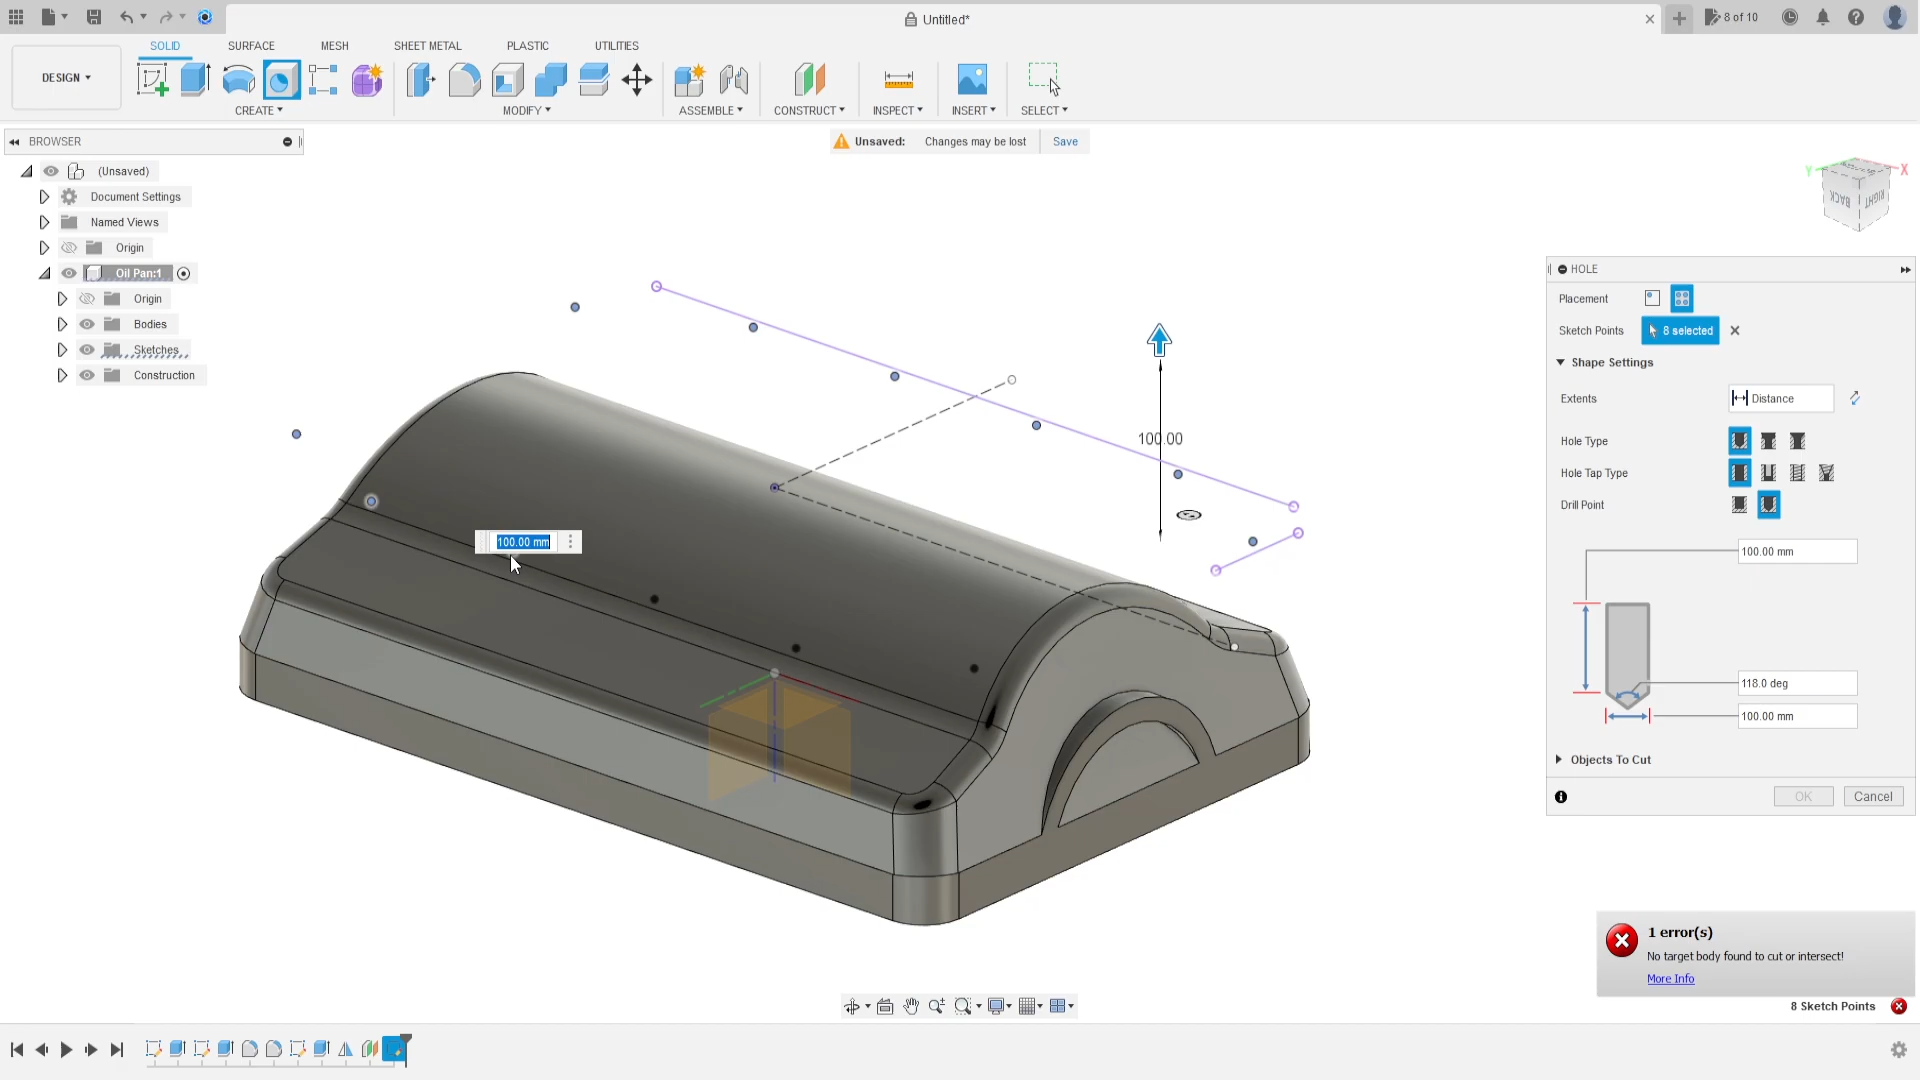 Untitled*
8 of 10
DESIGN
SOLID
SURFACE
MESH
SHEET METAL
PLASTIC
UTILITIES
CREATE
MODIFY
ASSEMBLE
CONSTRUCT
INSPECT
INSERT
SELECT
BROWSER
Unsaved: Changes may be lost Save
(Unsaved)
Document Settings
Named Views
Origin
Oil Pan:1
Origin
Bodies
Sketches
Construction
Y
X
BACK
RIGHT
100.00
100.00 mm
HOLE
Placement
Sketch Points 8 selected
Shape Settings
Extents Distance
Hole Type
Hole Tap Type
Drill Point
100.00 mm
118.0 deg
100.00 mm
Objects To Cut
OK Cancel
1 error(s)
No target body found to cut or intersect!
More Info
8 Sketch Points